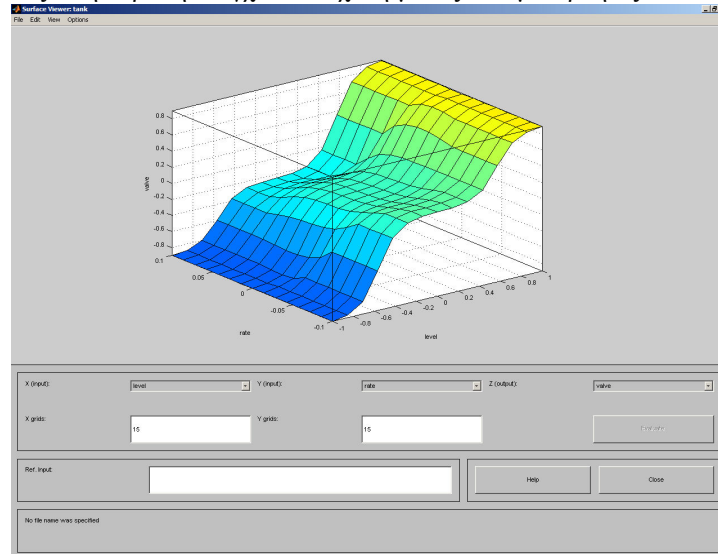 Surface Viewer: tank
File Edit View Options
0.8
0.6
0.4
0.2
0
-0.2
-0.4
-0.6
-0.8
valve
0.1
0.05
0
-0.05
-0.1
rate
-1
-0.8
-0.6
-0.4
-0.2
0
0.2
0.4
0.6
0.8
1
level
X (input): level Y (input): rate Z (output): valve
X grids: 15 Y grids: 15 Evaluate
Ref. input: Help Close
No file name was specified